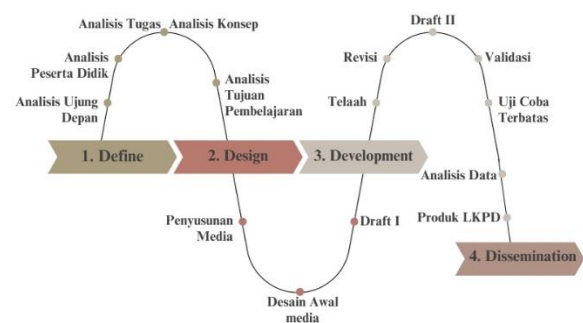 Analisis Tugas
Analisis Konsep
Analisis
Peserta Didik
Analisis Ujung
Depan
Analisis
Tujuan
Pembelajaran
1. Define
2. Design
3. Development
Penyusunan
Media
Desain Awal
media
Draft I
Telaah
Revisi
Draft II
Validasi
Uji Coba
Terbatas
Analisis Data
Produk LKPD
4. Dissemination